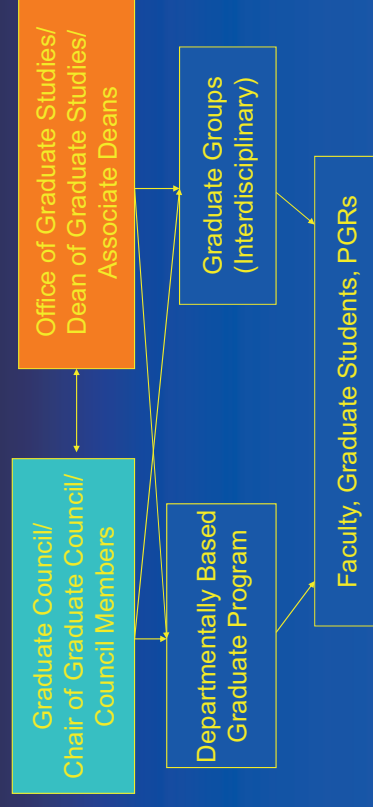 Graduate Council/
Chair of Graduate Council/
Council Members
Office of Graduate Studies/
Dean of Graduate Studies/
Associate Deans
Departmentally Based
Graduate Program
Graduate Groups
(Interdisciplinary)
Faculty, Graduate Students, PGRs